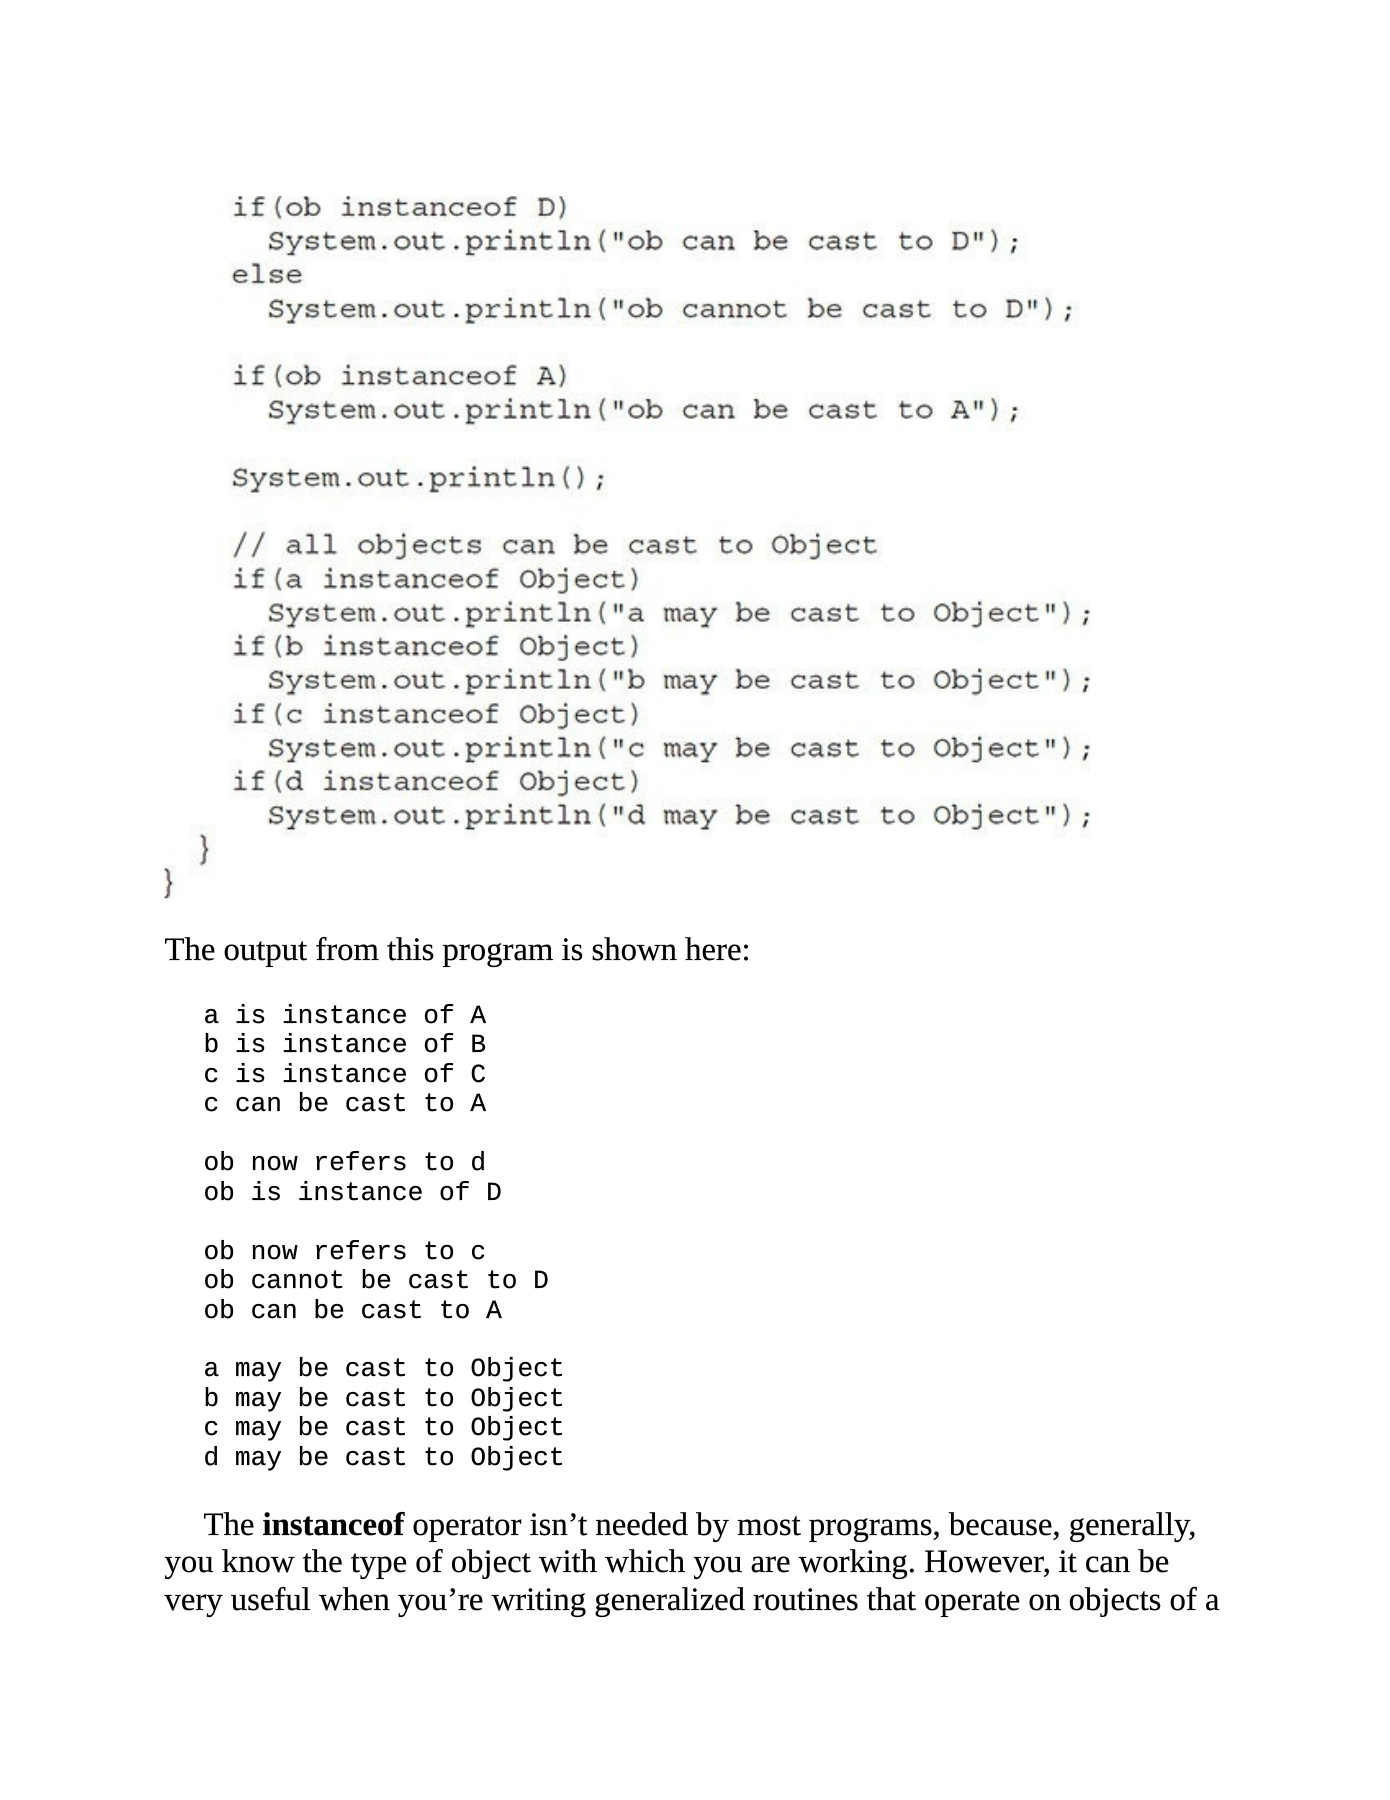 if(ob instanceof D)
  System.out.println("ob can be cast to D");
else
  System.out.println("ob cannot be cast to D");

if(ob instanceof A)
  System.out.println("ob can be cast to A");

System.out.println();

// all objects can be cast to Object
if(a instanceof Object)
  System.out.println("a may be cast to Object");
if(b instanceof Object)
  System.out.println("b may be cast to Object");
if(c instanceof Object)
  System.out.println("c may be cast to Object");
if(d instanceof Object)
  System.out.println("d may be cast to Object");
}
}
The output from this program is shown here:
a is instance of A
b is instance of B
c is instance of C
c can be cast to A

ob now refers to d
ob is instance of D

ob now refers to c
ob cannot be cast to D
ob can be cast to A

a may be cast to Object
b may be cast to Object
c may be cast to Object
d may be cast to Object

The instanceof operator isn’t needed by most programs, because, generally,
you know the type of object with which you are working. However, it can be
very useful when you’re writing generalized routines that operate on objects of a